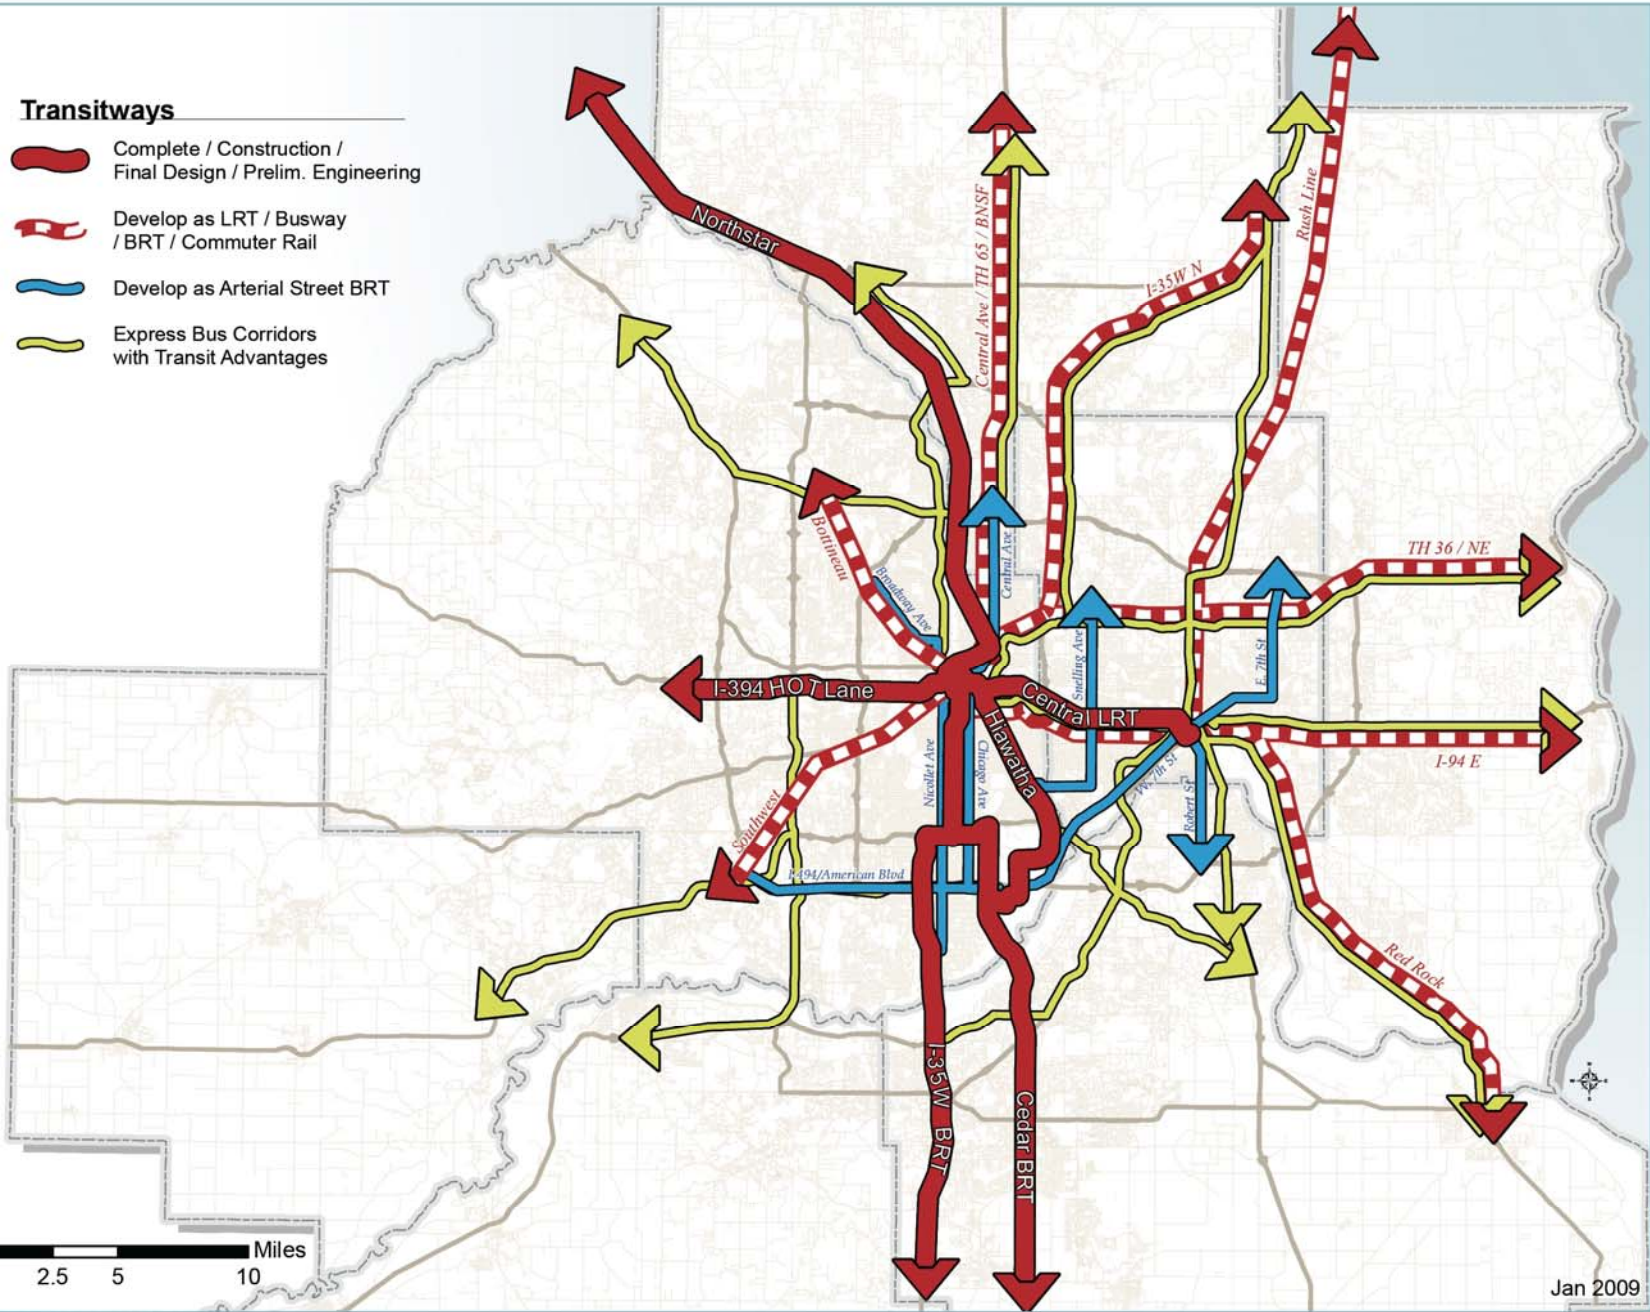 Transitways
Complete / Construction /
Final Design / Prelim. Engineering
Develop as LRT / Busway
/ BRT / Commuter Rail
Develop as Arterial Street BRT
Express Bus Corridors
with Transit Advantages
Northstar
Central Ave / TH 65 / BNSF
I-35W N
Rush Line
Bottineau
Broadway Ave
Central Ave
TH 36 / NE
Snelling Ave
E. 7th St
I-394 HOT Lane
Central LRT
Hiawatha
Nicollet Ave
Chicago Ave
W. 7th St
Robert St
I-94 E
Southwest
I-494/American Blvd
Red Rock
I-35W BRT
Cedar BRT
Miles
2.5 5 10
Jan 2009